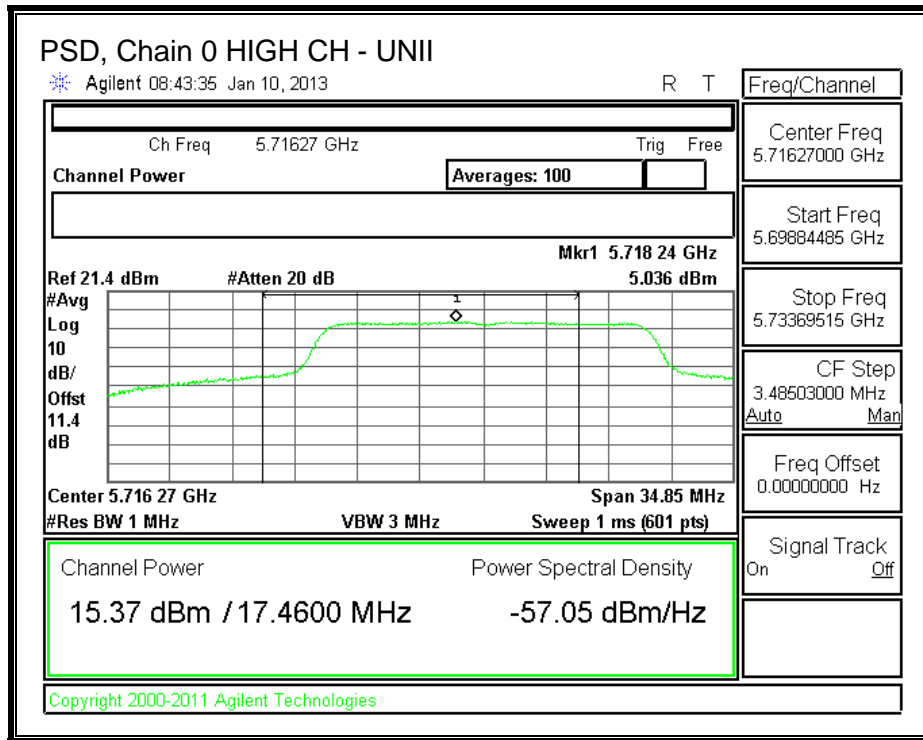 PSD, Chain 0 HIGH CH - UNII
Agilent 08:43:35 Jan 10, 2013 R T
Freq/Channel
Ch Freq 5.71627 GHz Trig Free
Channel Power Averages: 100
Mkr1 5.718 24 GHz
Ref 21.4 dBm #Atten 20 dB 5.036 dBm
#Avg
Log
10
dB/
Offst
11.4
dB
1
Center 5.716 27 GHz Span 34.85 MHz
#Res BW 1 MHz VBW 3 MHz Sweep 1 ms (601 pts)
Channel Power Power Spectral Density
15.37 dBm / 17.4600 MHz -57.05 dBm/Hz
Copyright 2000-2011 Agilent Technologies
Center Freq
5.71627000 GHz
Start Freq
5.69884485 GHz
Stop Freq
5.73369515 GHz
CF Step
3.48503000 MHz
Auto Man
Freq Offset
0.00000000 Hz
Signal Track
On Off